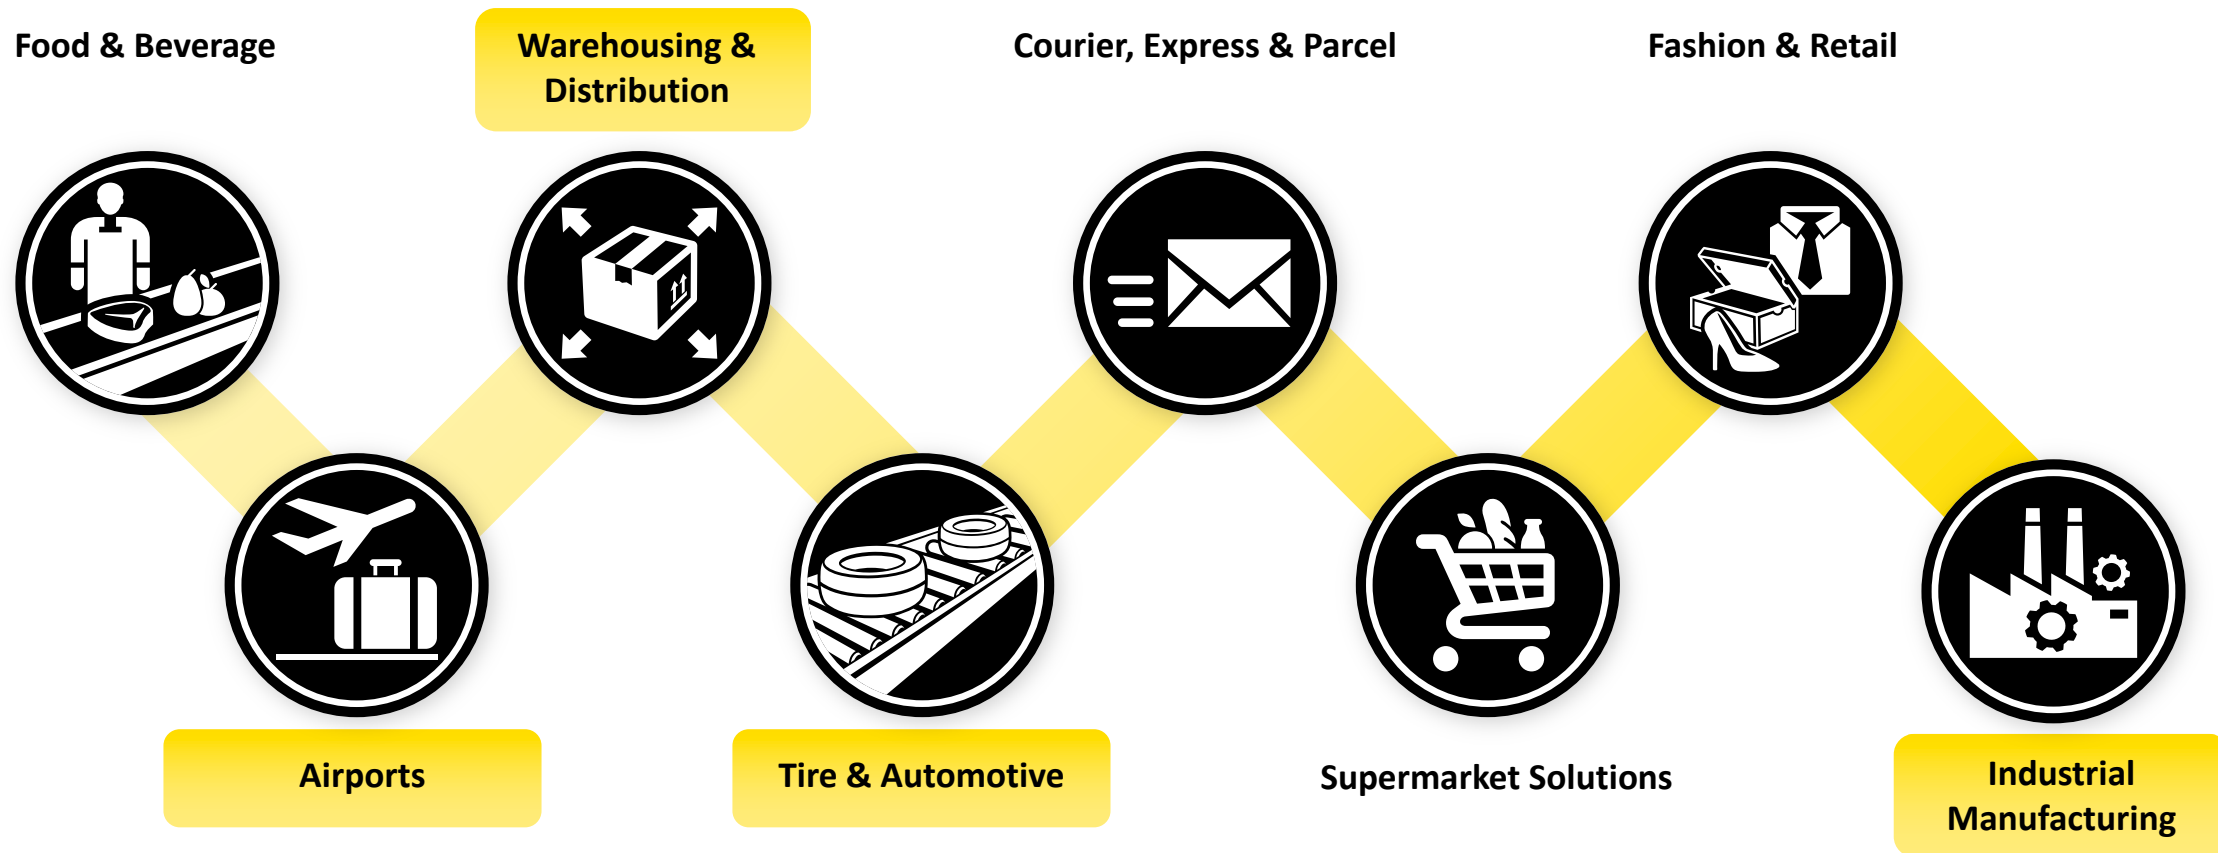 Food & Beverage
Warehousing &
Distribution
Courier, Express & Parcel
Fashion & Retail
Airports
Tire & Automotive
Supermarket Solutions
Industrial
Manufacturing